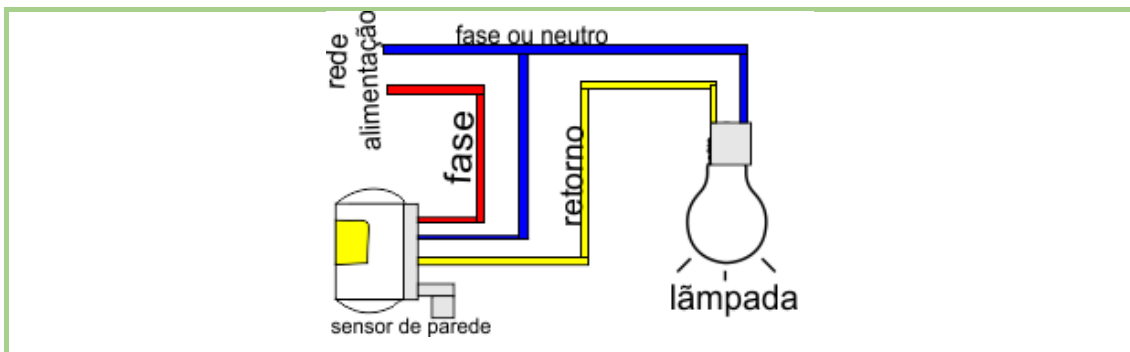 rede
alimentação
fase ou neutro
fase
retorno
lãmpada
sensor de parede